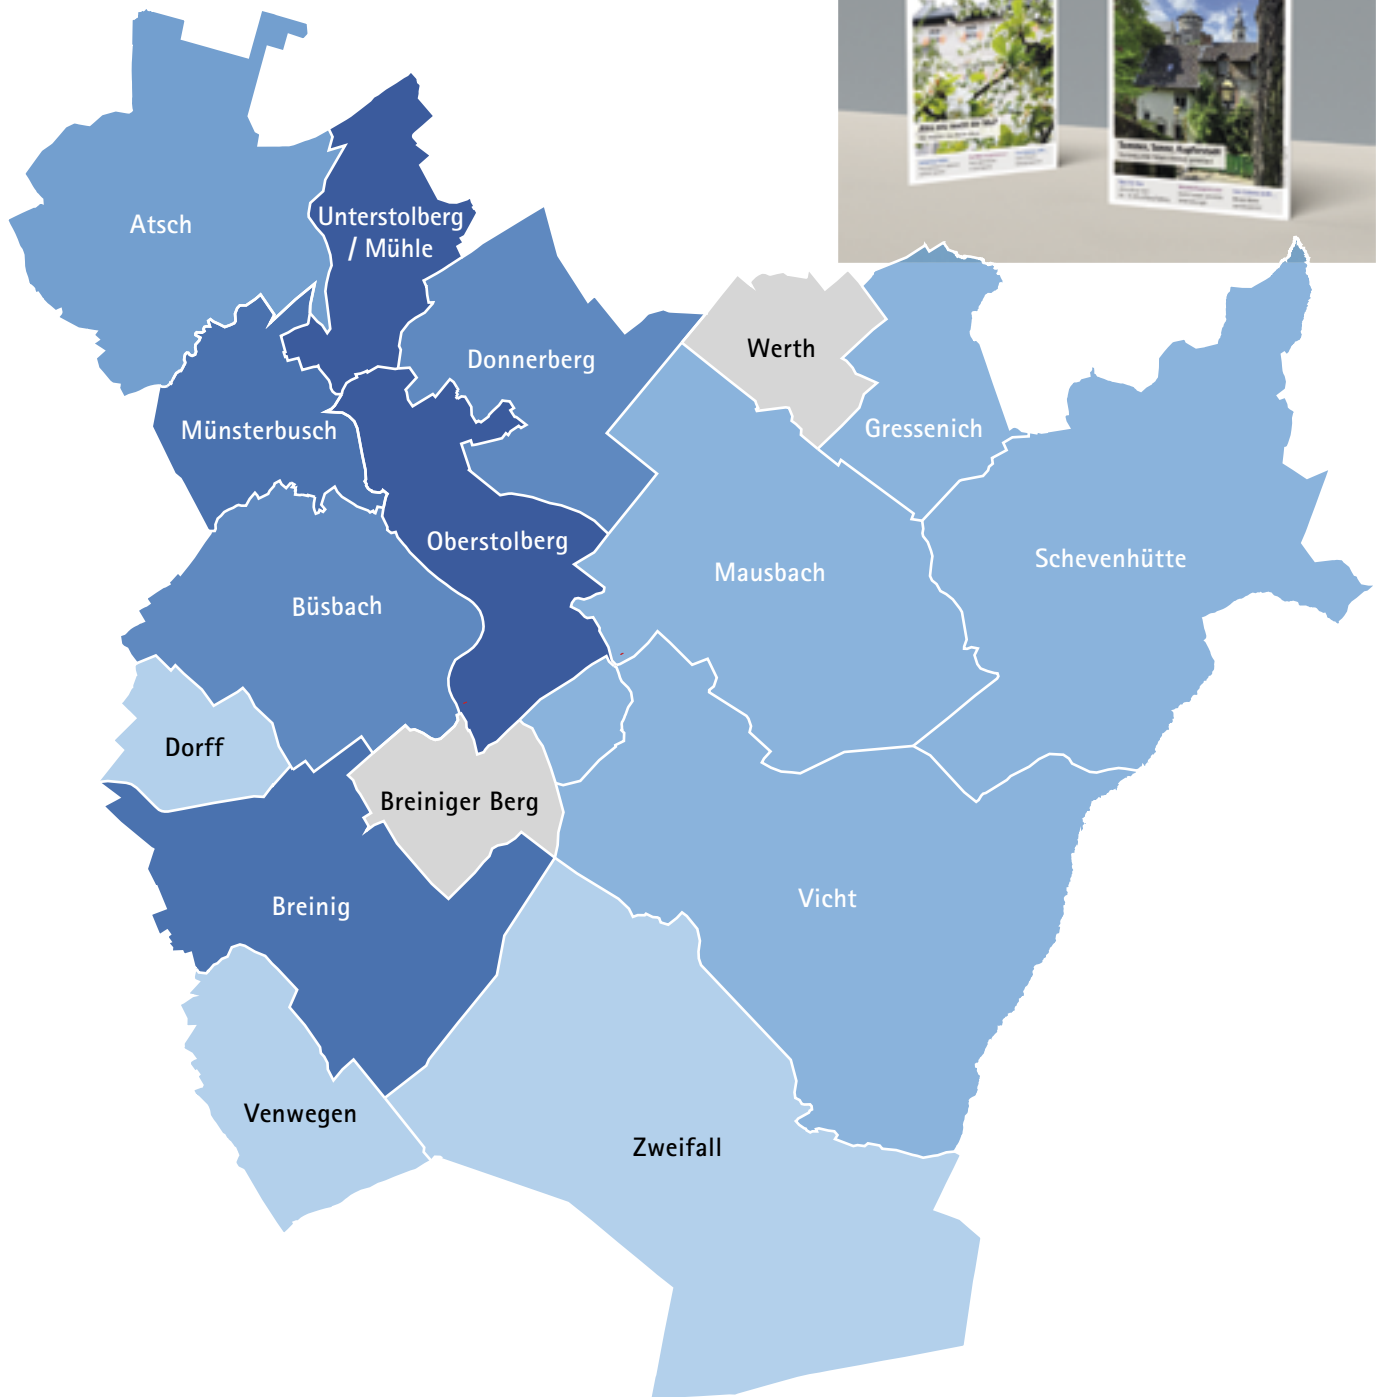 Atsch
Unterstolberg
/ Mühle
Donnerberg
Werth
Gressenich
Münsterbusch
Oberstolberg
Mausbach
Schevenhütte
Büsbach
Dorff
Breiniger Berg
Breinig
Vicht
Venwegen
Zweifall